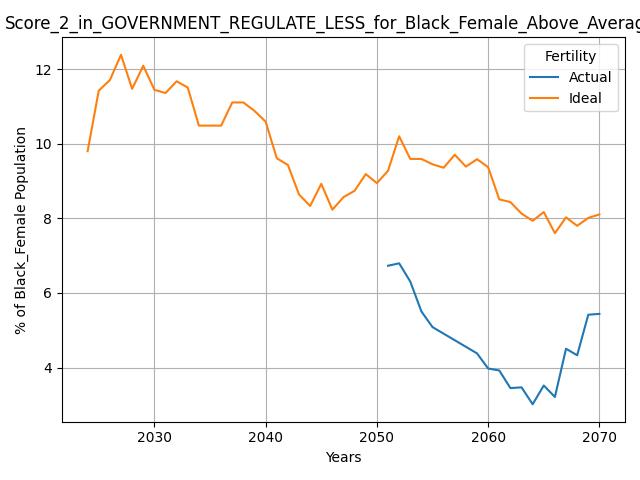 Score_2_in_GOVERNMENT_REGULATE_LESS_for_Black_Female_Above_Averag
Fertility
Actual
Ideal
% of Black_Female Population
12
10
8
6
4
2030 2040 2050 2060 2070
Years